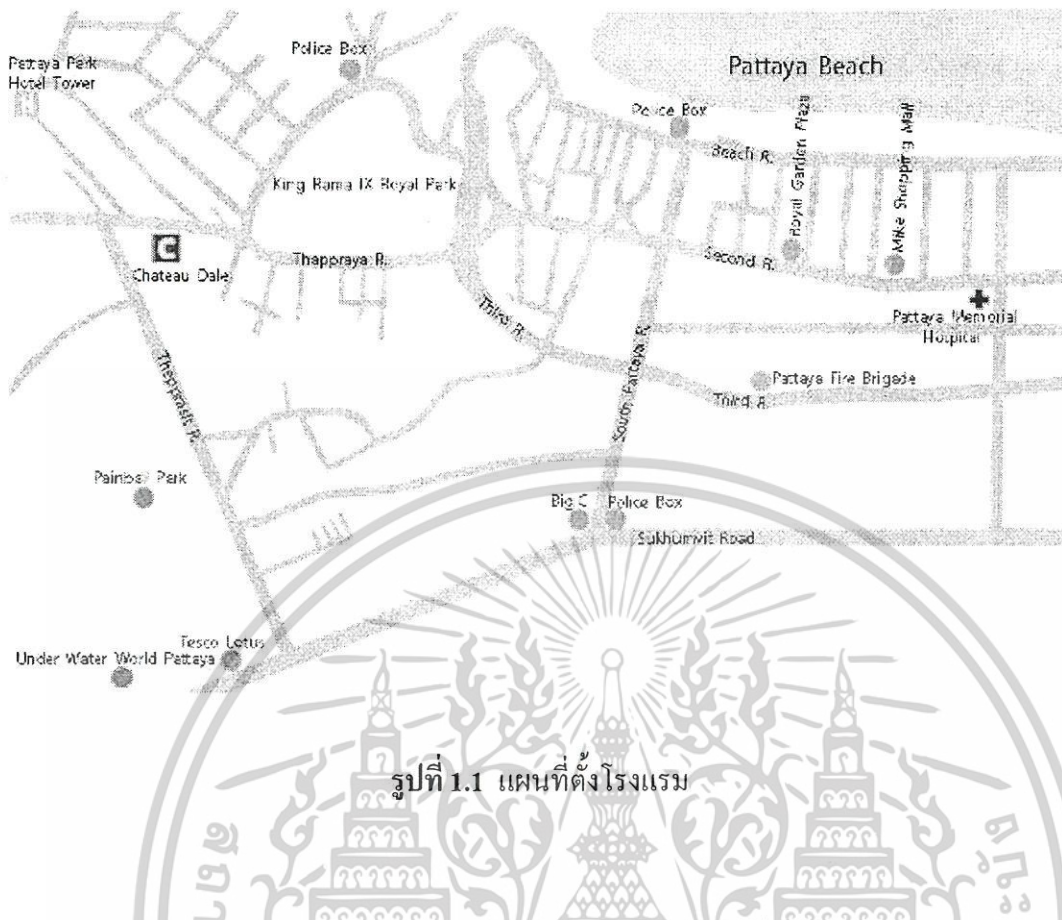 Pattaya Park
Hotel Tower
Police Box
Pattaya Beach
Police Box
Beach R.
Royal Garden Plaza
Mike Shopping Mall
King Rama IX Royal Park
C
Chateau Dale
Thappraya R.
Second R.
Third R.
Pattaya Memorial
Hospital
South Pattaya R.
Pattaya Fire Brigade
Third R.
Thepprasit R.
Park
Big C
Police Box
Sukhumvit Road
Tesco Lotus
Under Water World Pattaya
รูปที่ 1.1 แผนที่ตั้งโรงแรม